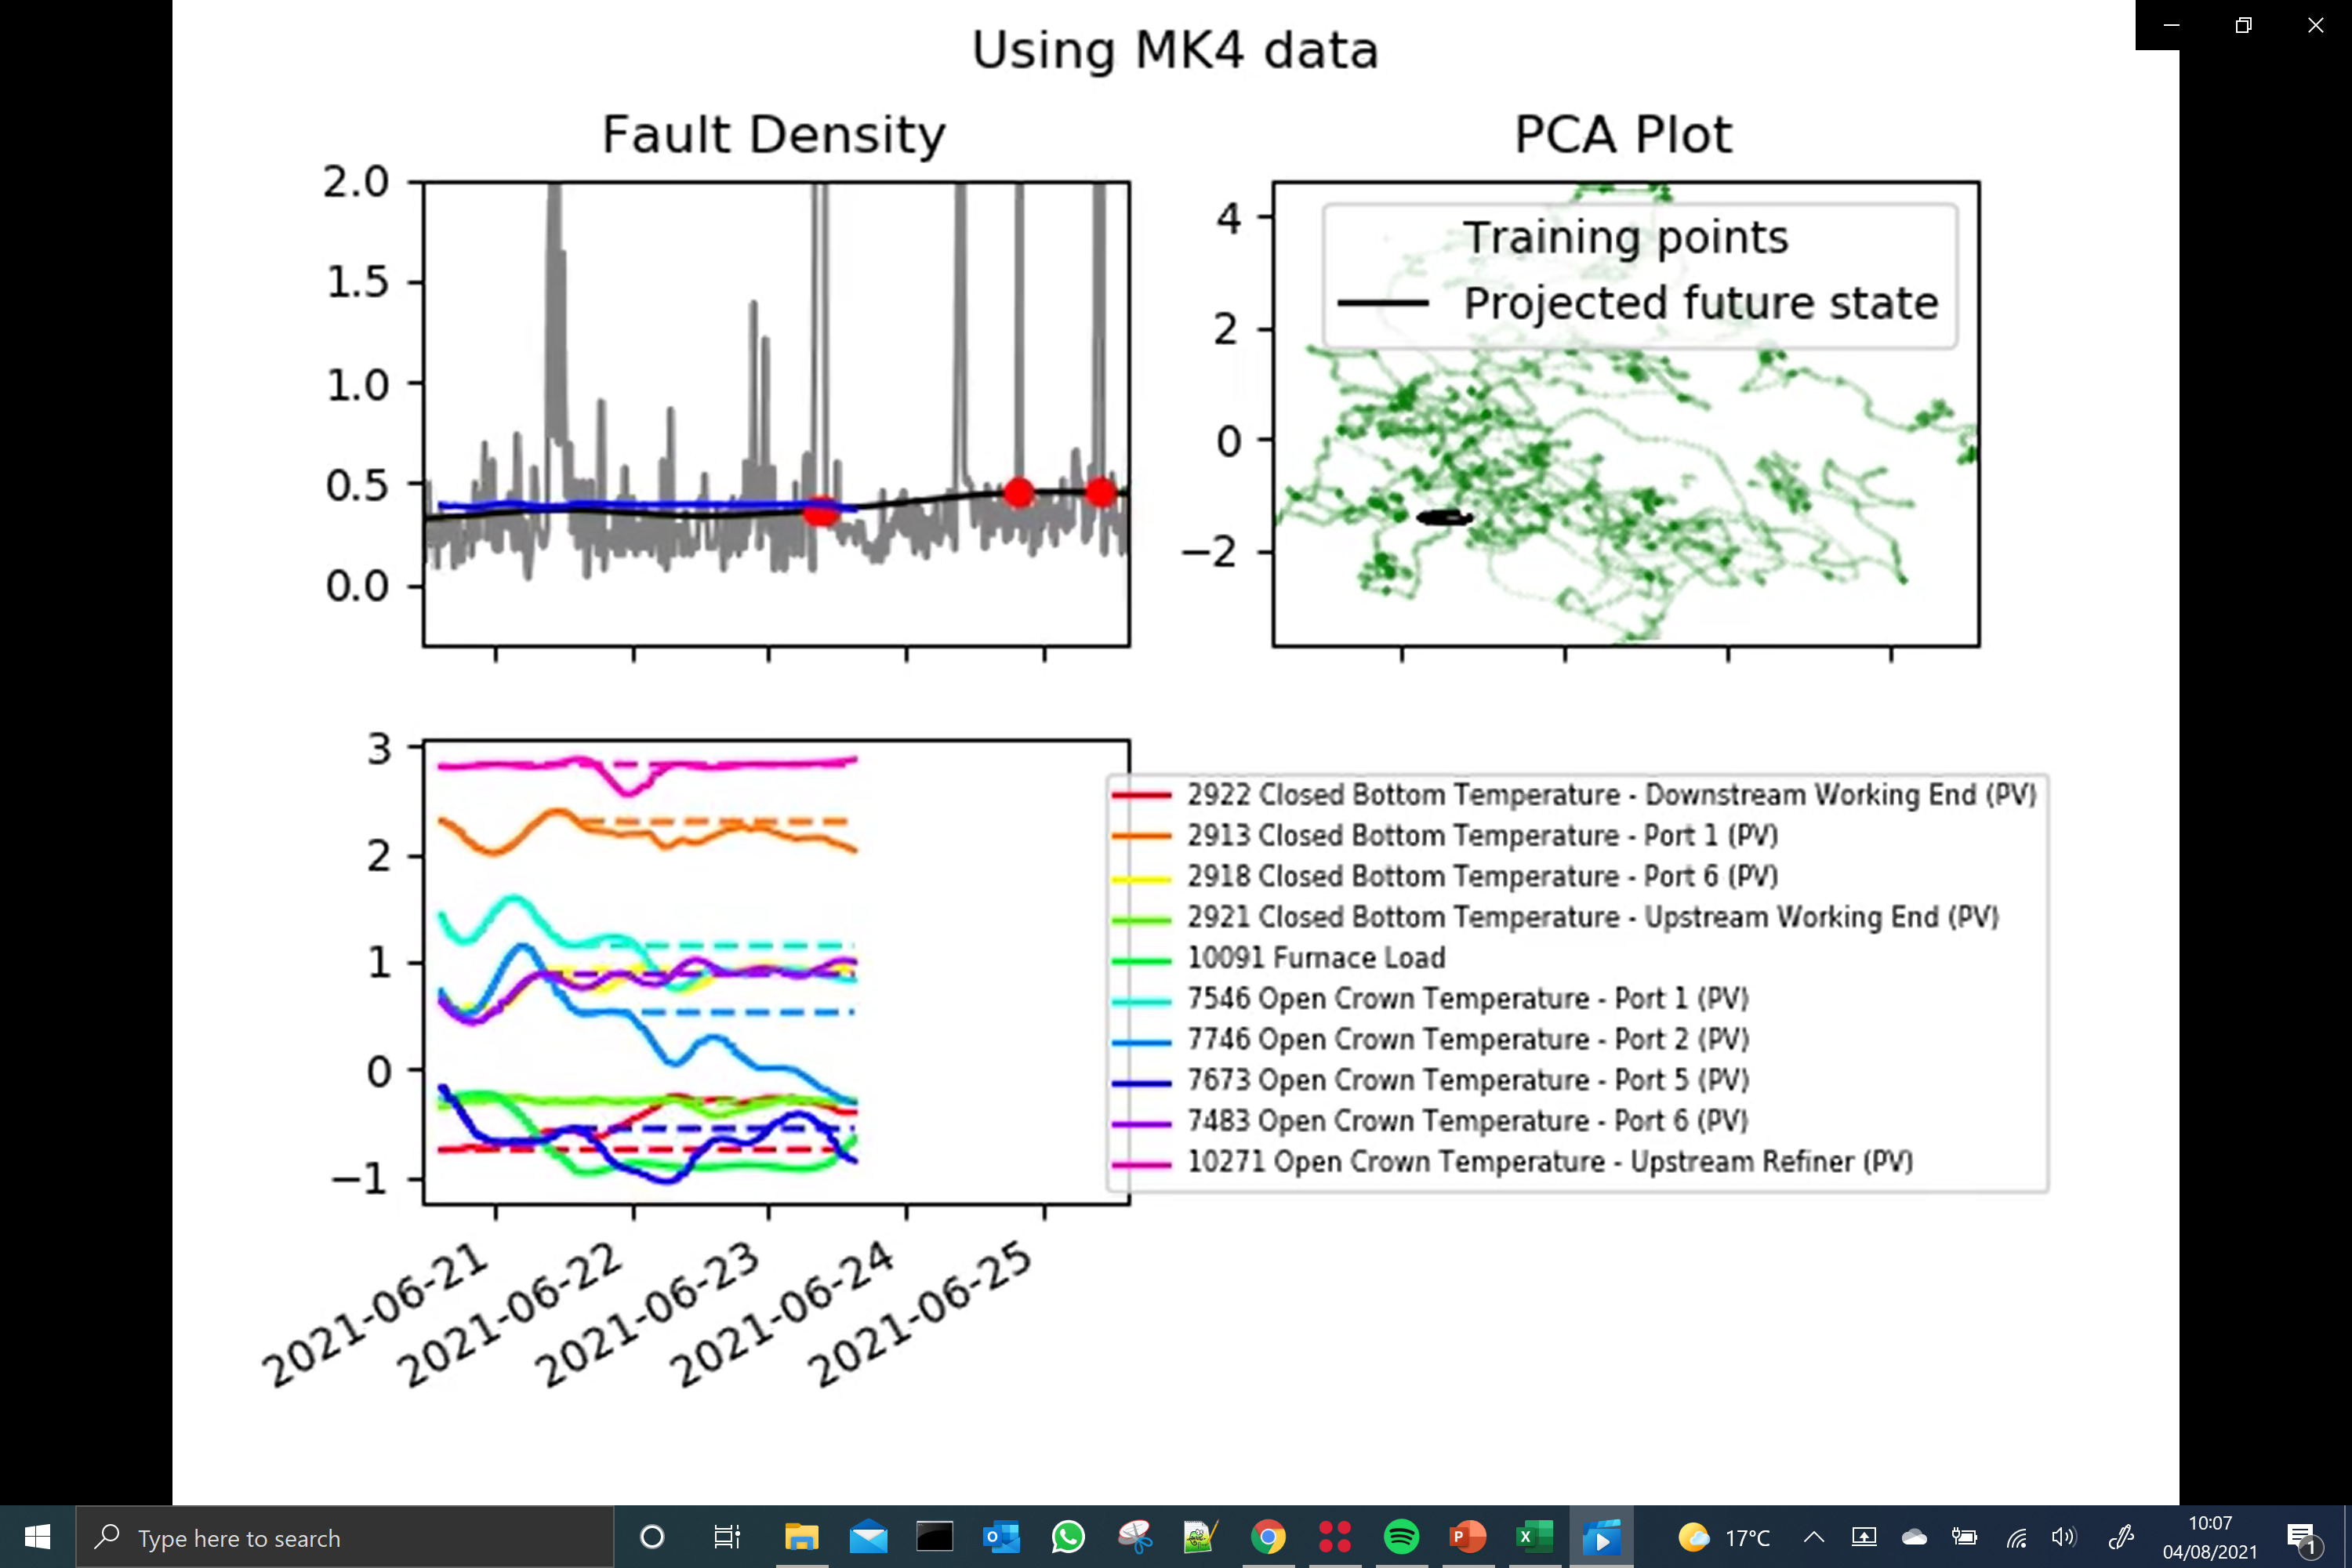 Using MK4 data
Fault Density
2.0
1.5
1.0
0.5
0.0
PCA Plot
4
2
0
−2
Training points
Projected future state
3
2
1
0
−1
2021-06-21
2021-06-22
2021-06-23
2021-06-24
2021-06-25
2922 Closed Bottom Temperature - Downstream Working End (PV)
2913 Closed Bottom Temperature - Port 1 (PV)
2918 Closed Bottom Temperature - Port 6 (PV)
2921 Closed Bottom Temperature - Upstream Working End (PV)
10091 Furnace Load
7546 Open Crown Temperature - Port 1 (PV)
7746 Open Crown Temperature - Port 2 (PV)
7673 Open Crown Temperature - Port 5 (PV)
7483 Open Crown Temperature - Port 6 (PV)
10271 Open Crown Temperature - Upstream Refiner (PV)
Type here to search
17°C
10:07
04/08/2021
1